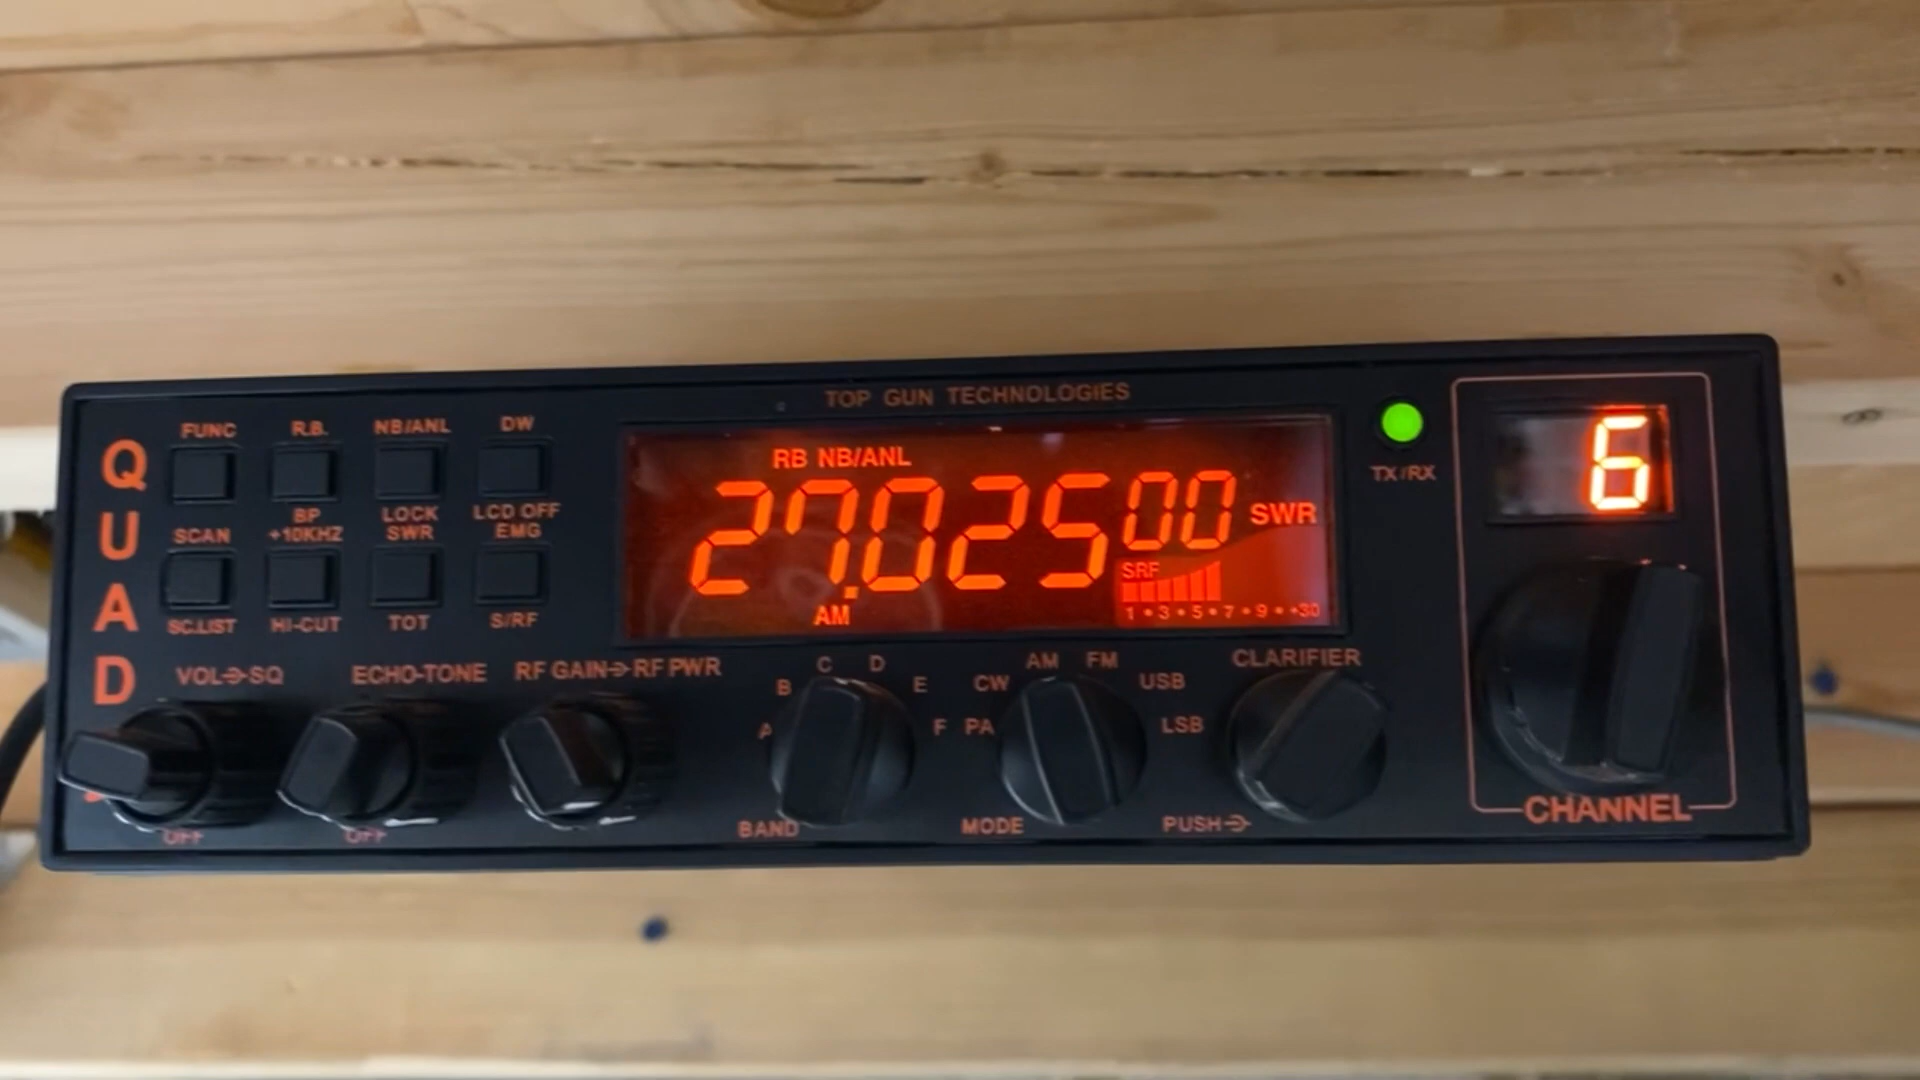 TOP GUN TECHNOLOGIES
QUAD
FUNC R.B. NB/ANL DW
SCAN BP +10KHZ LOCK SWR LCD OFF EMG
SC.LIST HI-CUT TOT S/RF
RB NB/ANL
27.02500 SWR
AM
SRF
1 • 3 • 5 • 7 • 9 • +30
TX/RX
6
VOL SQ ECHO-TONE RF GAIN RF PWR
OFF OFF
A B C D E F
BAND
PA CW AM FM USB LSB
MODE
CLARIFIER
PUSH
CHANNEL